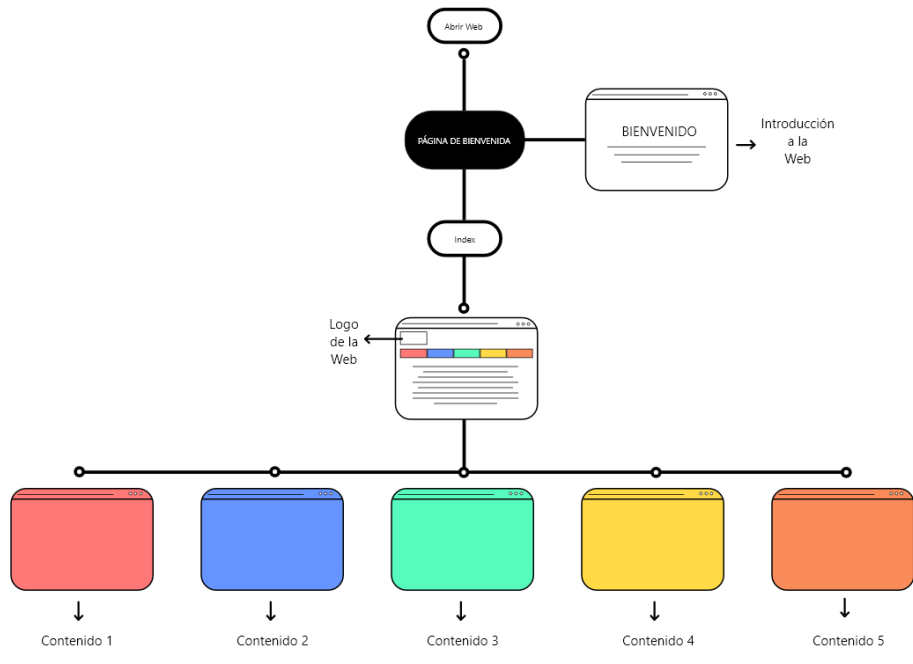 Abrir Web
PÁGINA DE BIENVENIDA
BIENVENIDO
Introducción
a la
Web
Index
Logo
de la
Web
Contenido 1
Contenido 2
Contenido 3
Contenido 4
Contenido 5